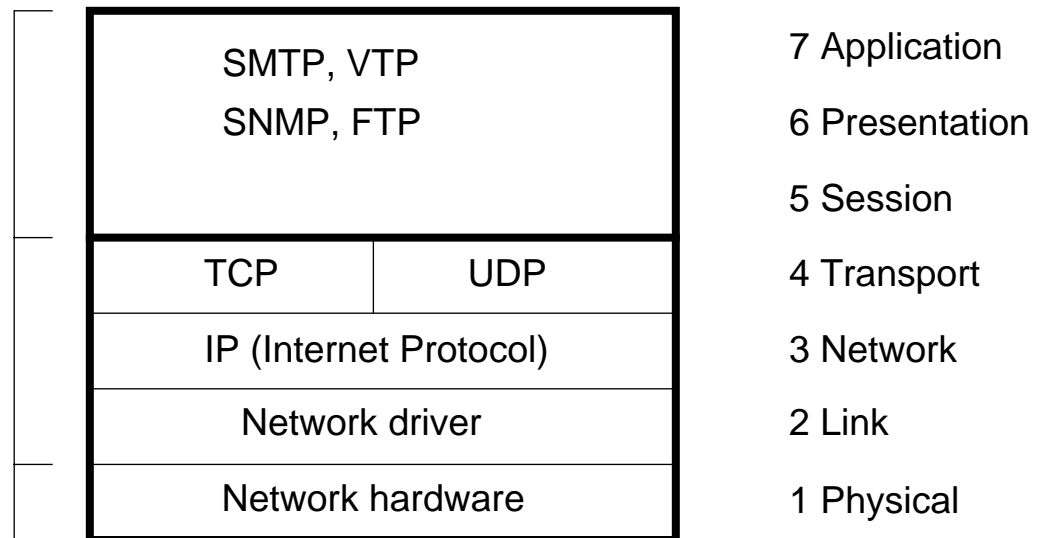 SMTP, VTP
7 Application
SNMP, FTP
6 Presentation
5 Session
TCP
UDP
4 Transport
IP (Internet Protocol)
3 Network
Network driver
2 Link
Network hardware
1 Physical